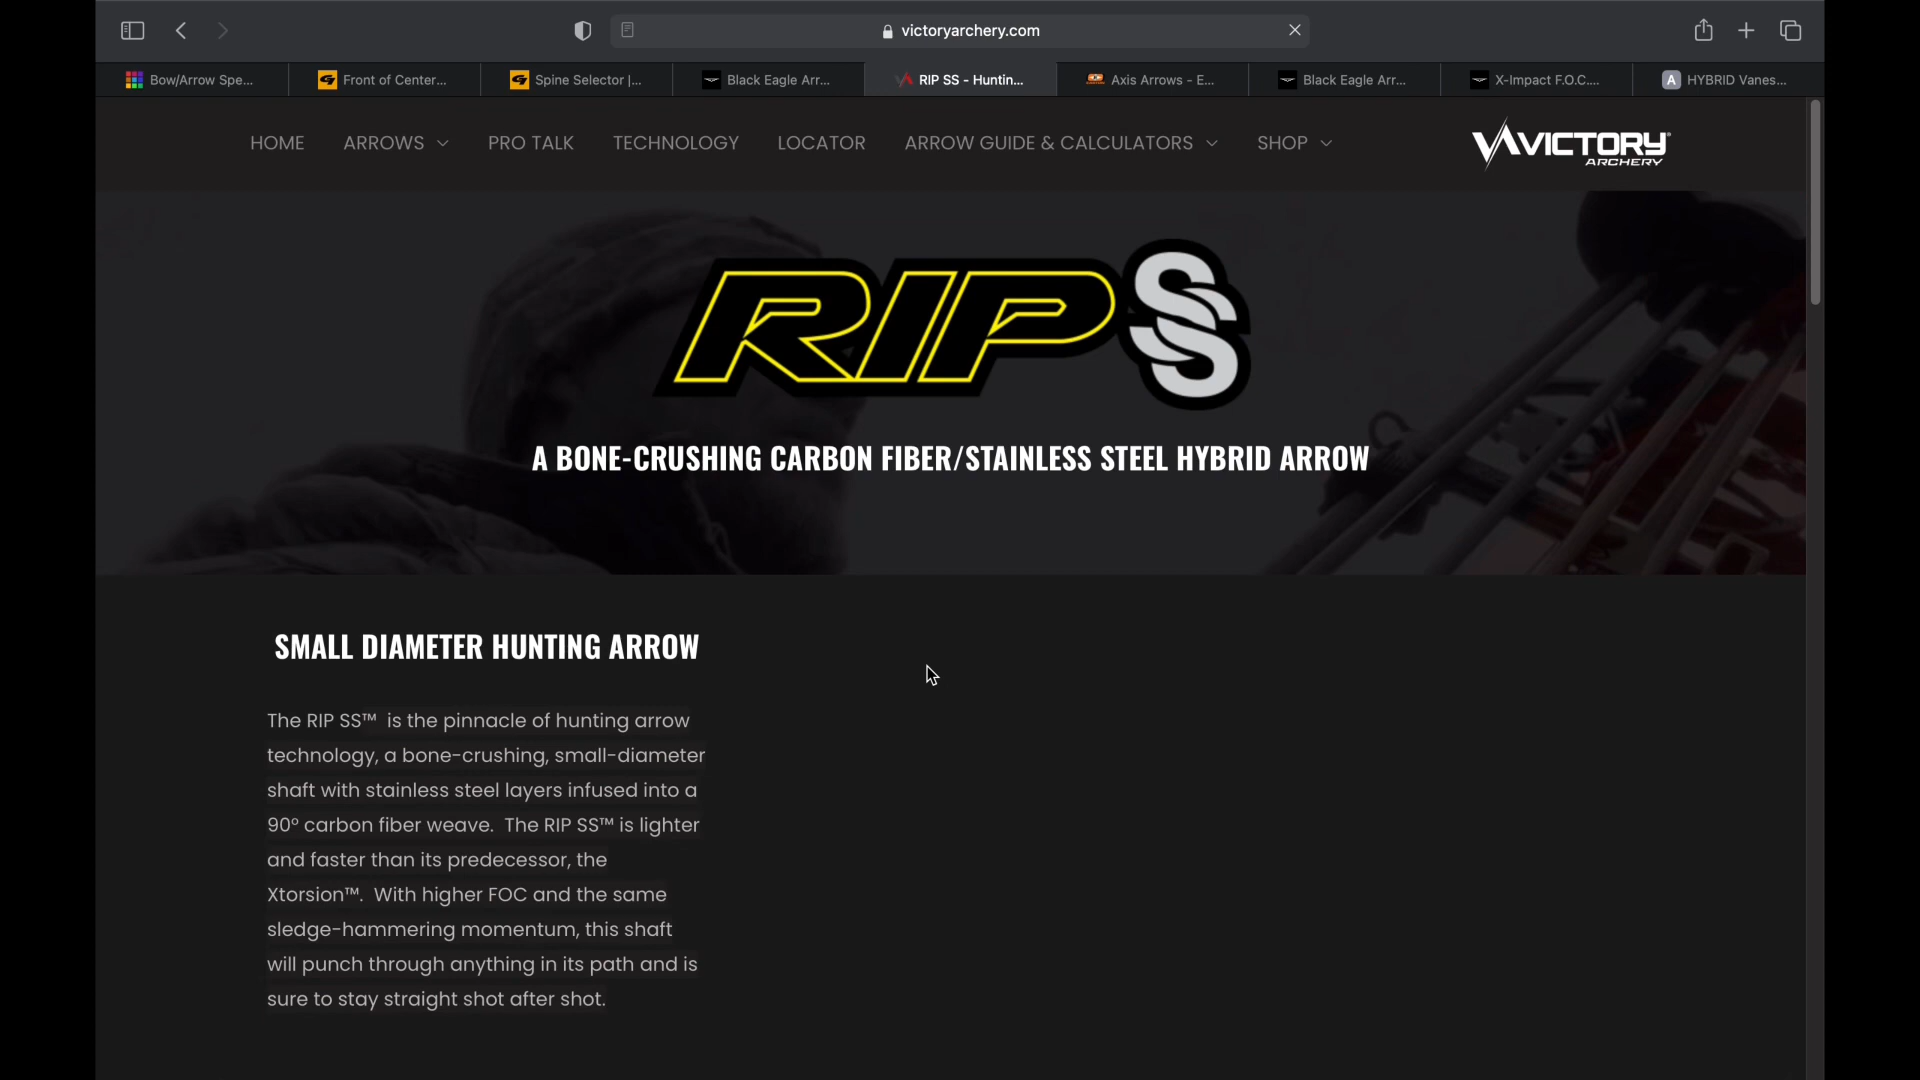 victoryarchery.com
Bow/Arrow Spe...
Front of Center...
Spine Selector |...
Black Eagle Arr...
RIP SS - Huntin...
Axis Arrows - E...
Black Eagle Arr...
X-Impact F.O.C....
A HYBRID Vanes...
HOME ARROWS PRO TALK TECHNOLOGY LOCATOR ARROW GUIDE & CALCULATORS SHOP
VICTORY®
ARCHERY
RIP SS
A BONE-CRUSHING CARBON FIBER/STAINLESS STEEL HYBRID ARROW
SMALL DIAMETER HUNTING ARROW
The RIP SS™ is the pinnacle of hunting arrow
technology, a bone-crushing, small-diameter
shaft with stainless steel layers infused into a
90º carbon fiber weave. The RIP SS™ is lighter
and faster than its predecessor, the
Xtorsion™. With higher FOC and the same
sledge-hammering momentum, this shaft
will punch through anything in its path and is
sure to stay straight shot after shot.